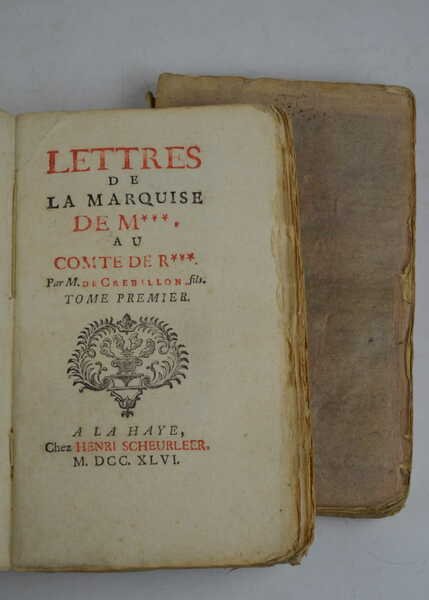 LETTRES
DE
LA MARQUISE
DE M***,
AU
COMTE DE R***.
Par M. DE CREBILLON fils.
TOME PREMIER.
A LA HAYE,
Chez HENRI SCHEURLEER,
M. DCC. XLVI.